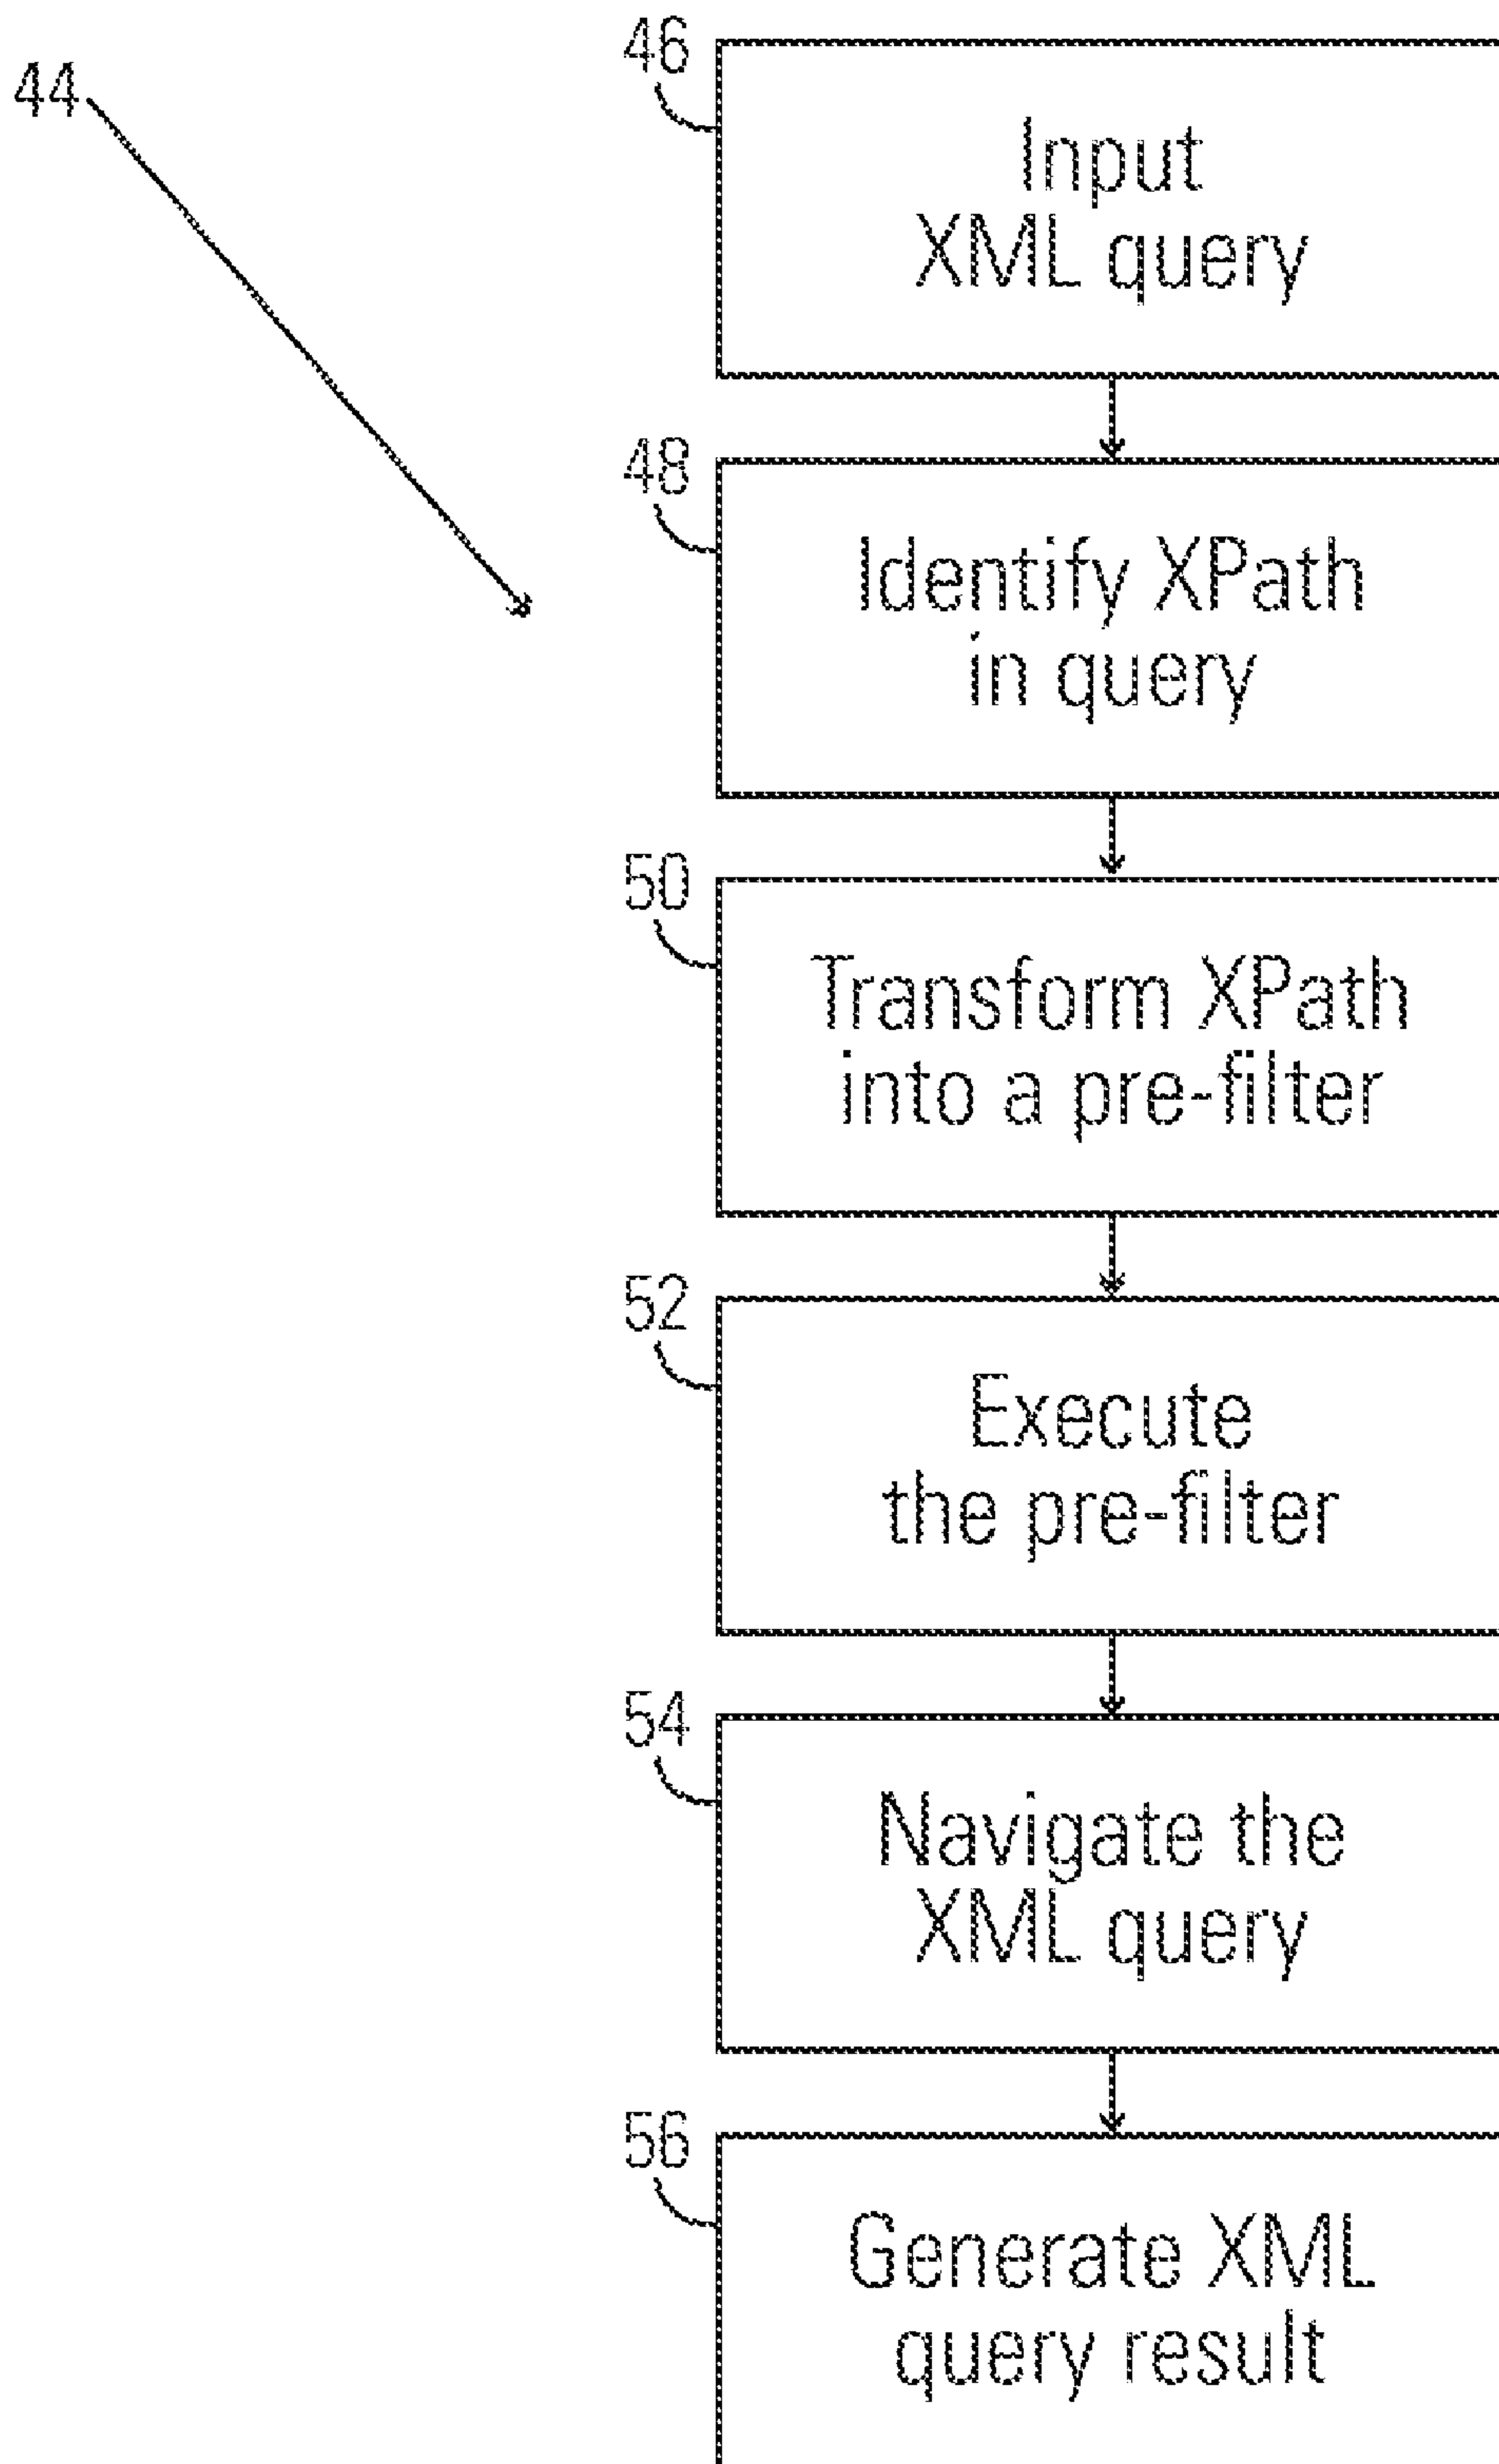 44
46
Input
XML query
48
Identify XPath
in query
50
Transform XPath
into a pre-filter
52
Execute
the pre-filter
54
Navigate the
XML query
56
Generate XML
query result